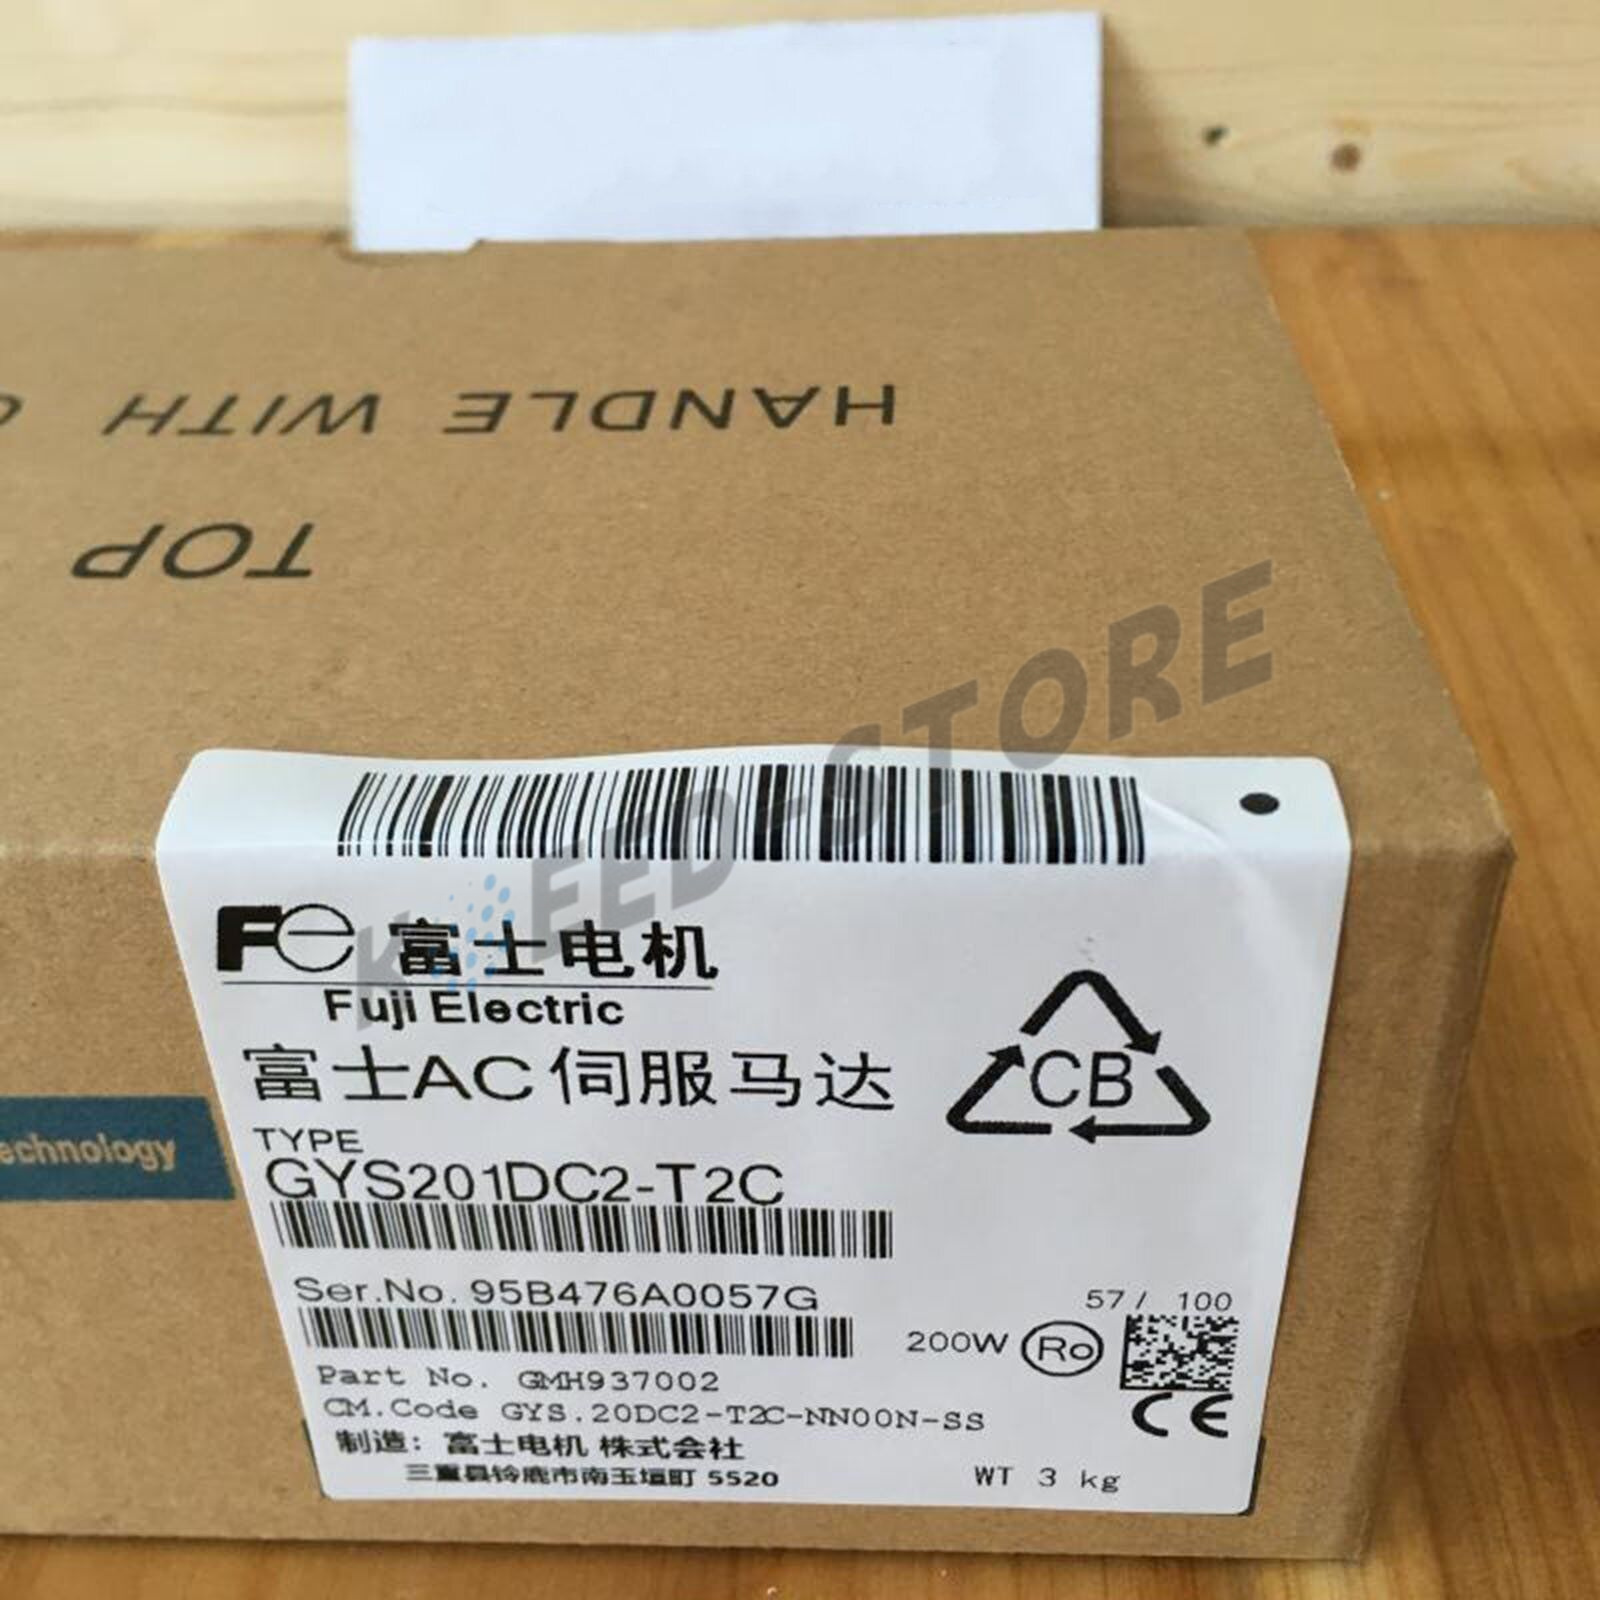 HANDLE WITH
TOP
KEED-STORE
Fe 富士电机
Fuji Electric
富士AC 伺服马达
CB
TYPE
GYS201DC2-T2C
echnology
Ser.No. 95B476A0057G
57/ 100
200W Ro
Part No. GMH937002
CM.Code GYS.20DC2-T2C-NN00N-SS
CE
制造: 富士电机 株式会社
三重县铃鹿市南玉垣町 5520
WT 3 kg